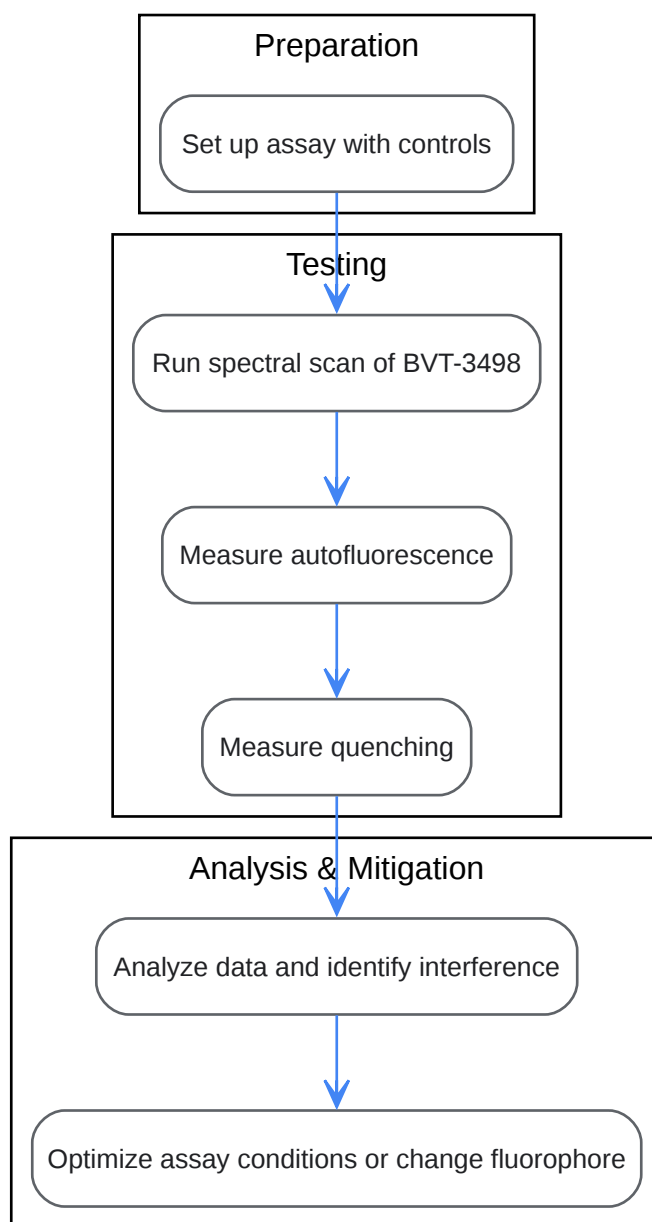 Preparation
Set up assay with controls
Testing
Run spectral scan of BVT-3498
Measure autofluorescence
Measure quenching
Analysis & Mitigation
Analyze data and identify interference
Optimize assay conditions or change fluorophore